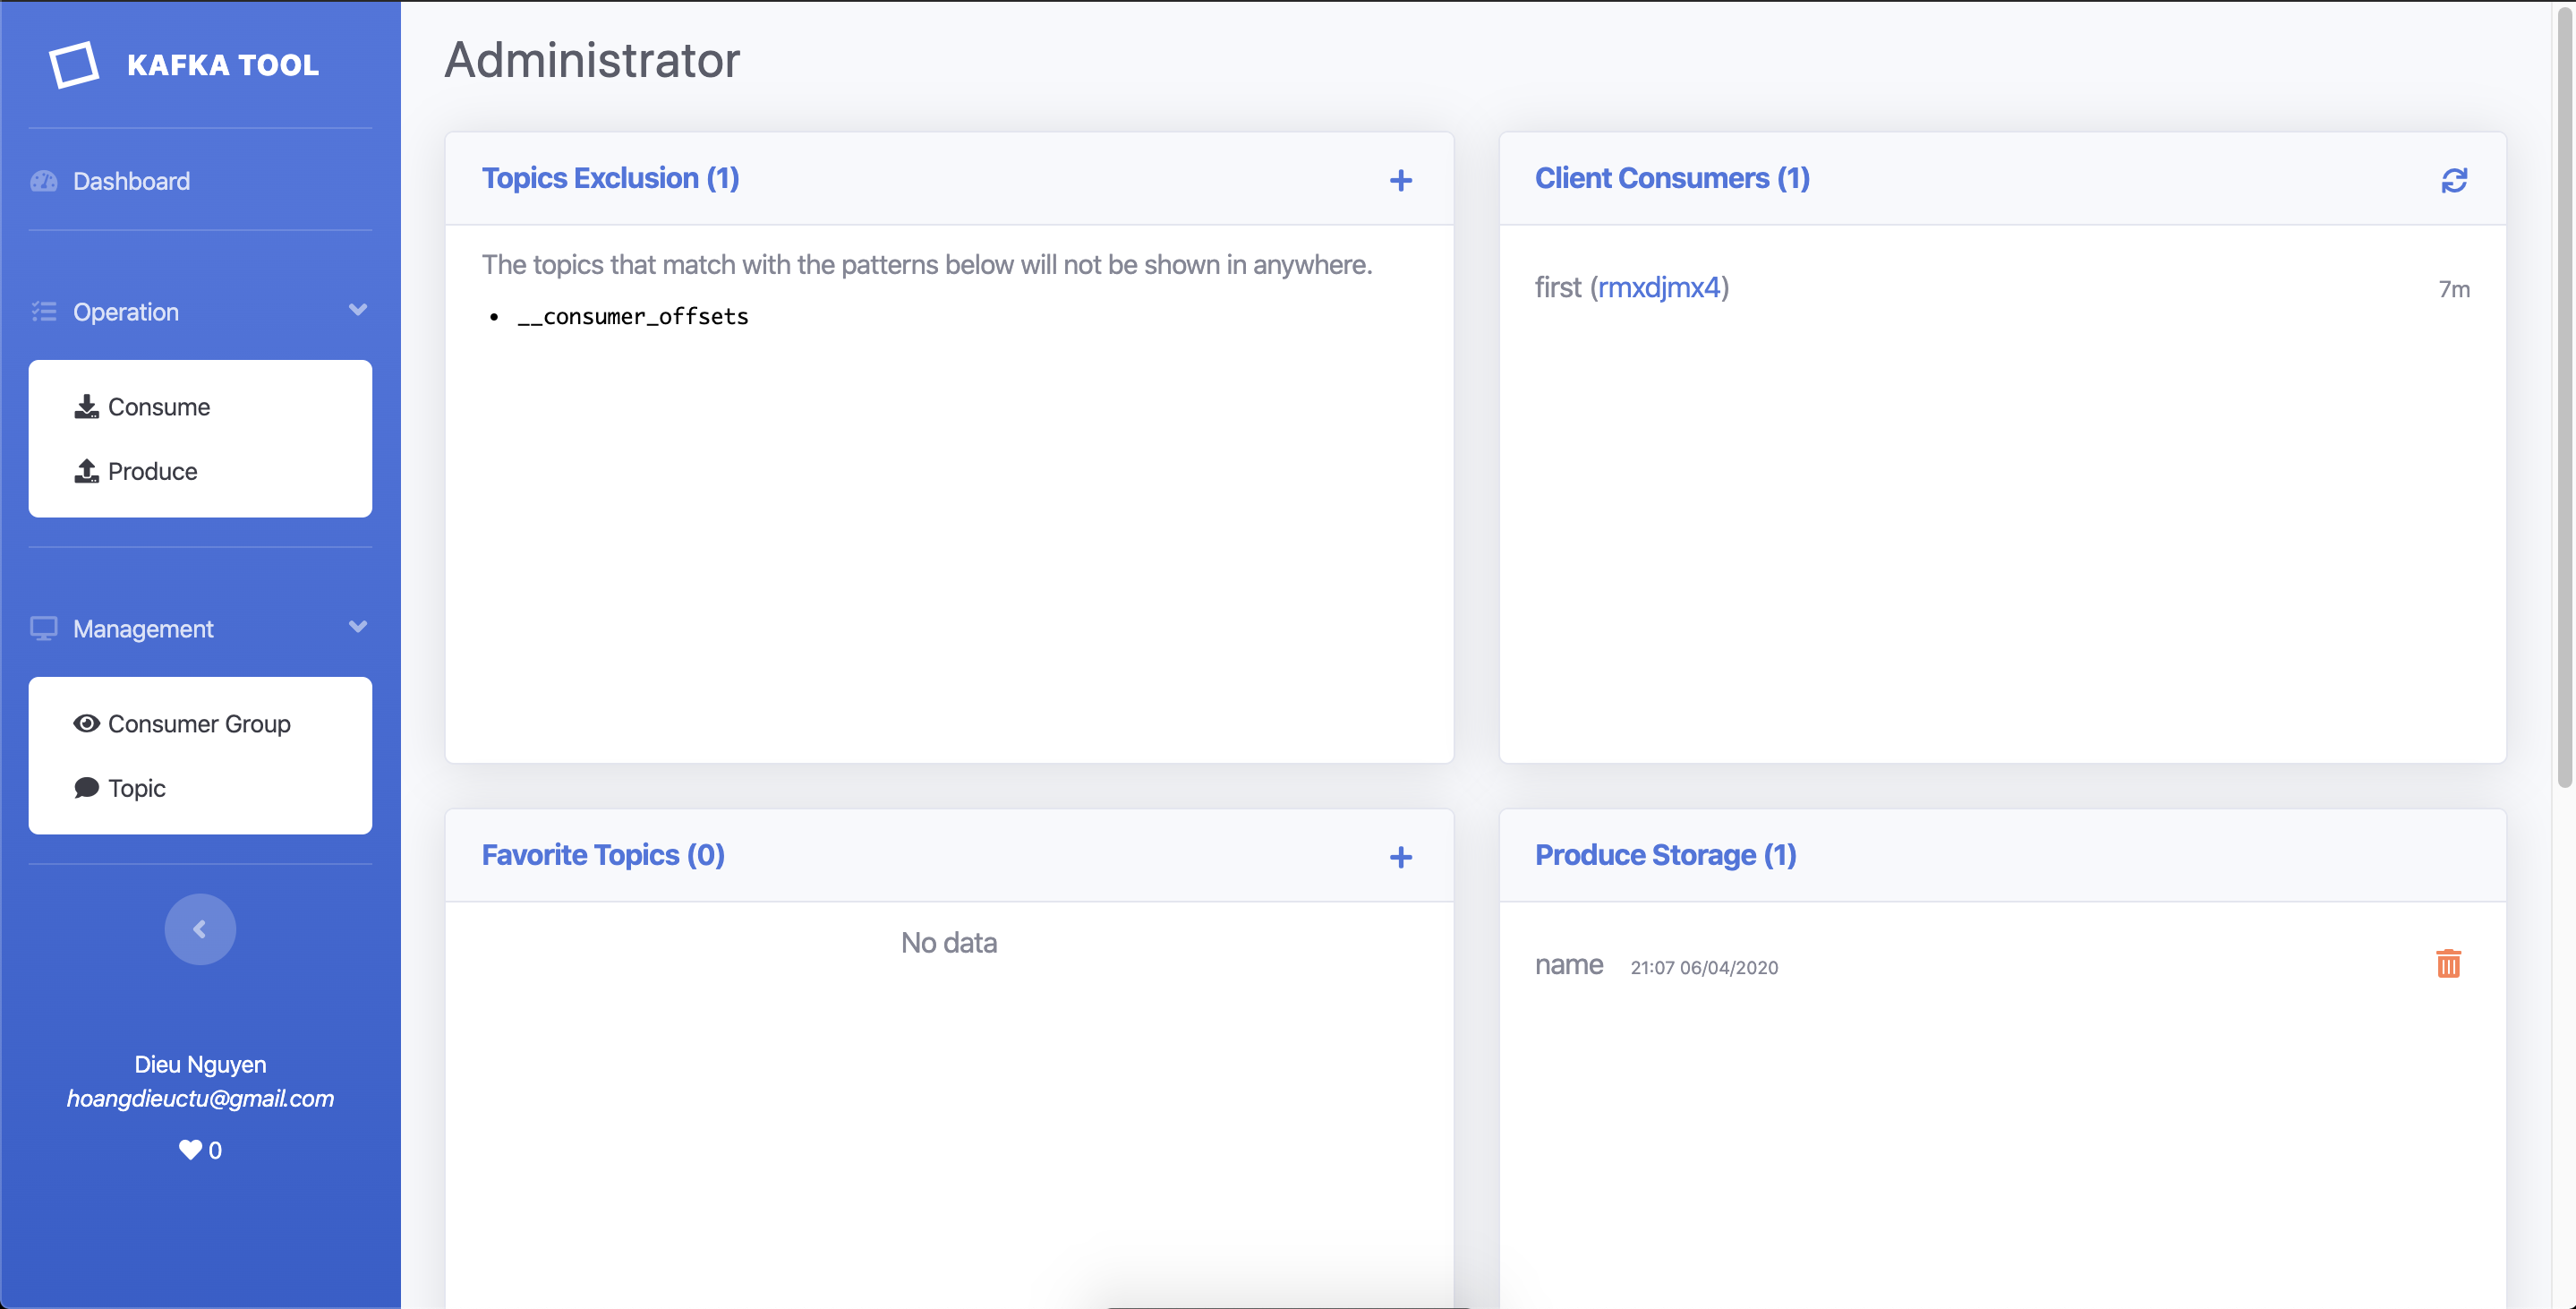 KAFKA TOOL
Dashboard
Operation
Consume
Produce
Management
Consumer Group
Topic
Dieu Nguyen
hoangdieuctu@gmail.com
0
Administrator
Topics Exclusion (1)
The topics that match with the patterns below will not be shown in anywhere.
• __consumer_offsets
Client Consumers (1)
first (rmxdjmx4) 7m
Favorite Topics (0)
No data
Produce Storage (1)
name 21:07 06/04/2020